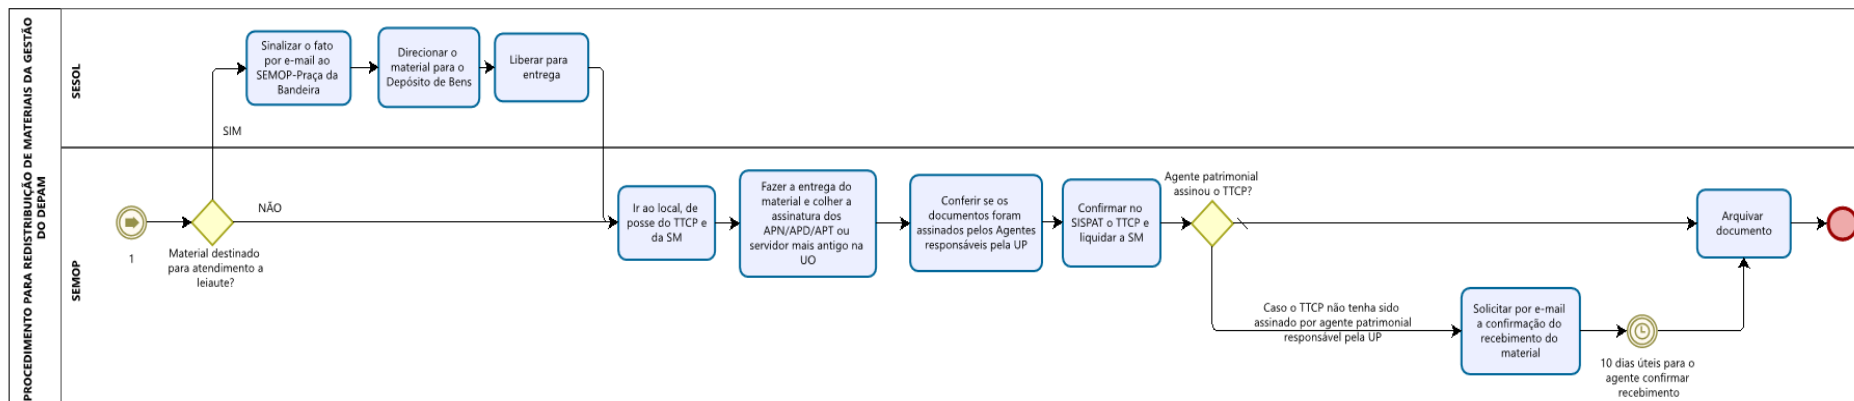 PROCEDIMENTO PARA REDISTRIBUIÇÃO DE MATERIAIS DA GESTÃO
DO DEPAM
SESOL
Sinalizar o fato
por e-mail ao
SEMOP-Praça da
Bandeira
Direcionar o
material para o
Depósito de Bens
Liberar para
entrega
SIM
SEMOP
1
Material destinado
para atendimento a
leiaute?
NÃO
Ir ao local, de
posse do TTCP e
da SM
Fazer a entrega do
material e colher a
assinatura dos
APN/APD/APT ou
servidor mais antigo na
UO
Conferir se os
documentos foram
assinados pelos Agentes
responsáveis pela UP
Confirmar no
SISPAT o TTCP e
liquidar a SM
Agente patrimonial
assinou o TTCP?
Arquivar
documento
Caso o TTCP não tenha sido
assinado por agente patrimonial
responsável pela UP
Solicitar por e-mail
a confirmação do
recebimento do
material
10 dias úteis para o
agente confirmar
recebimento